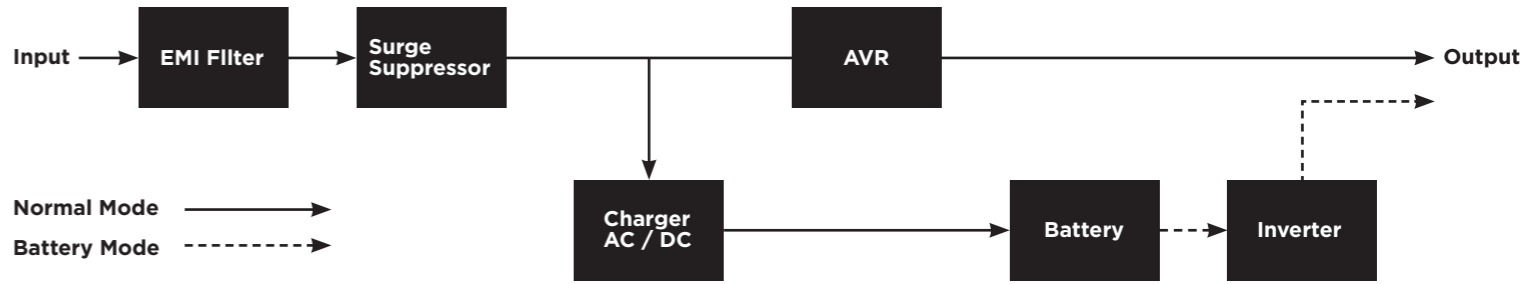 Input
EMI FIlter
Surge
Suppressor
AVR
Output
Normal Mode
Battery Mode
Charger
AC / DC
Battery
Inverter